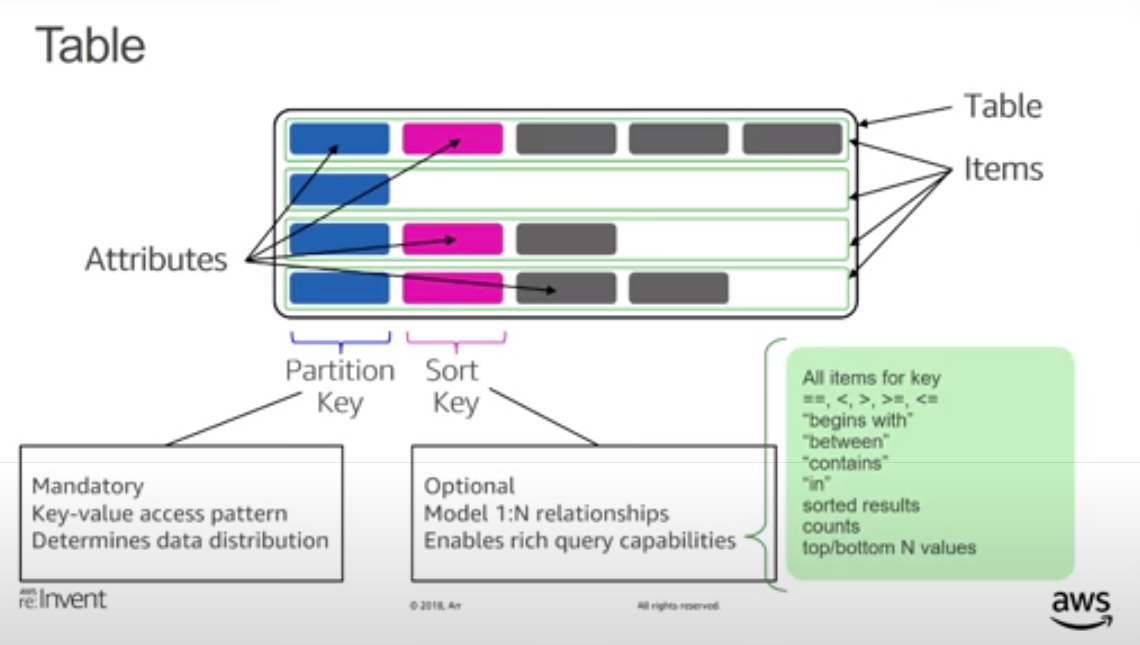 Table
Table
Items
Attributes
Partition
Key
Sort
Key
Mandatory
Key-value access pattern
Determines data distribution
Optional
Model 1:N relationships
Enables rich query capabilities
All items for key
==, <, >, >=, <=
“begins with”
“between”
“contains”
“in”
sorted results
counts
top/bottom N values
AWS
re:Invent
© 2018, Arr
All rights reserved.
aws